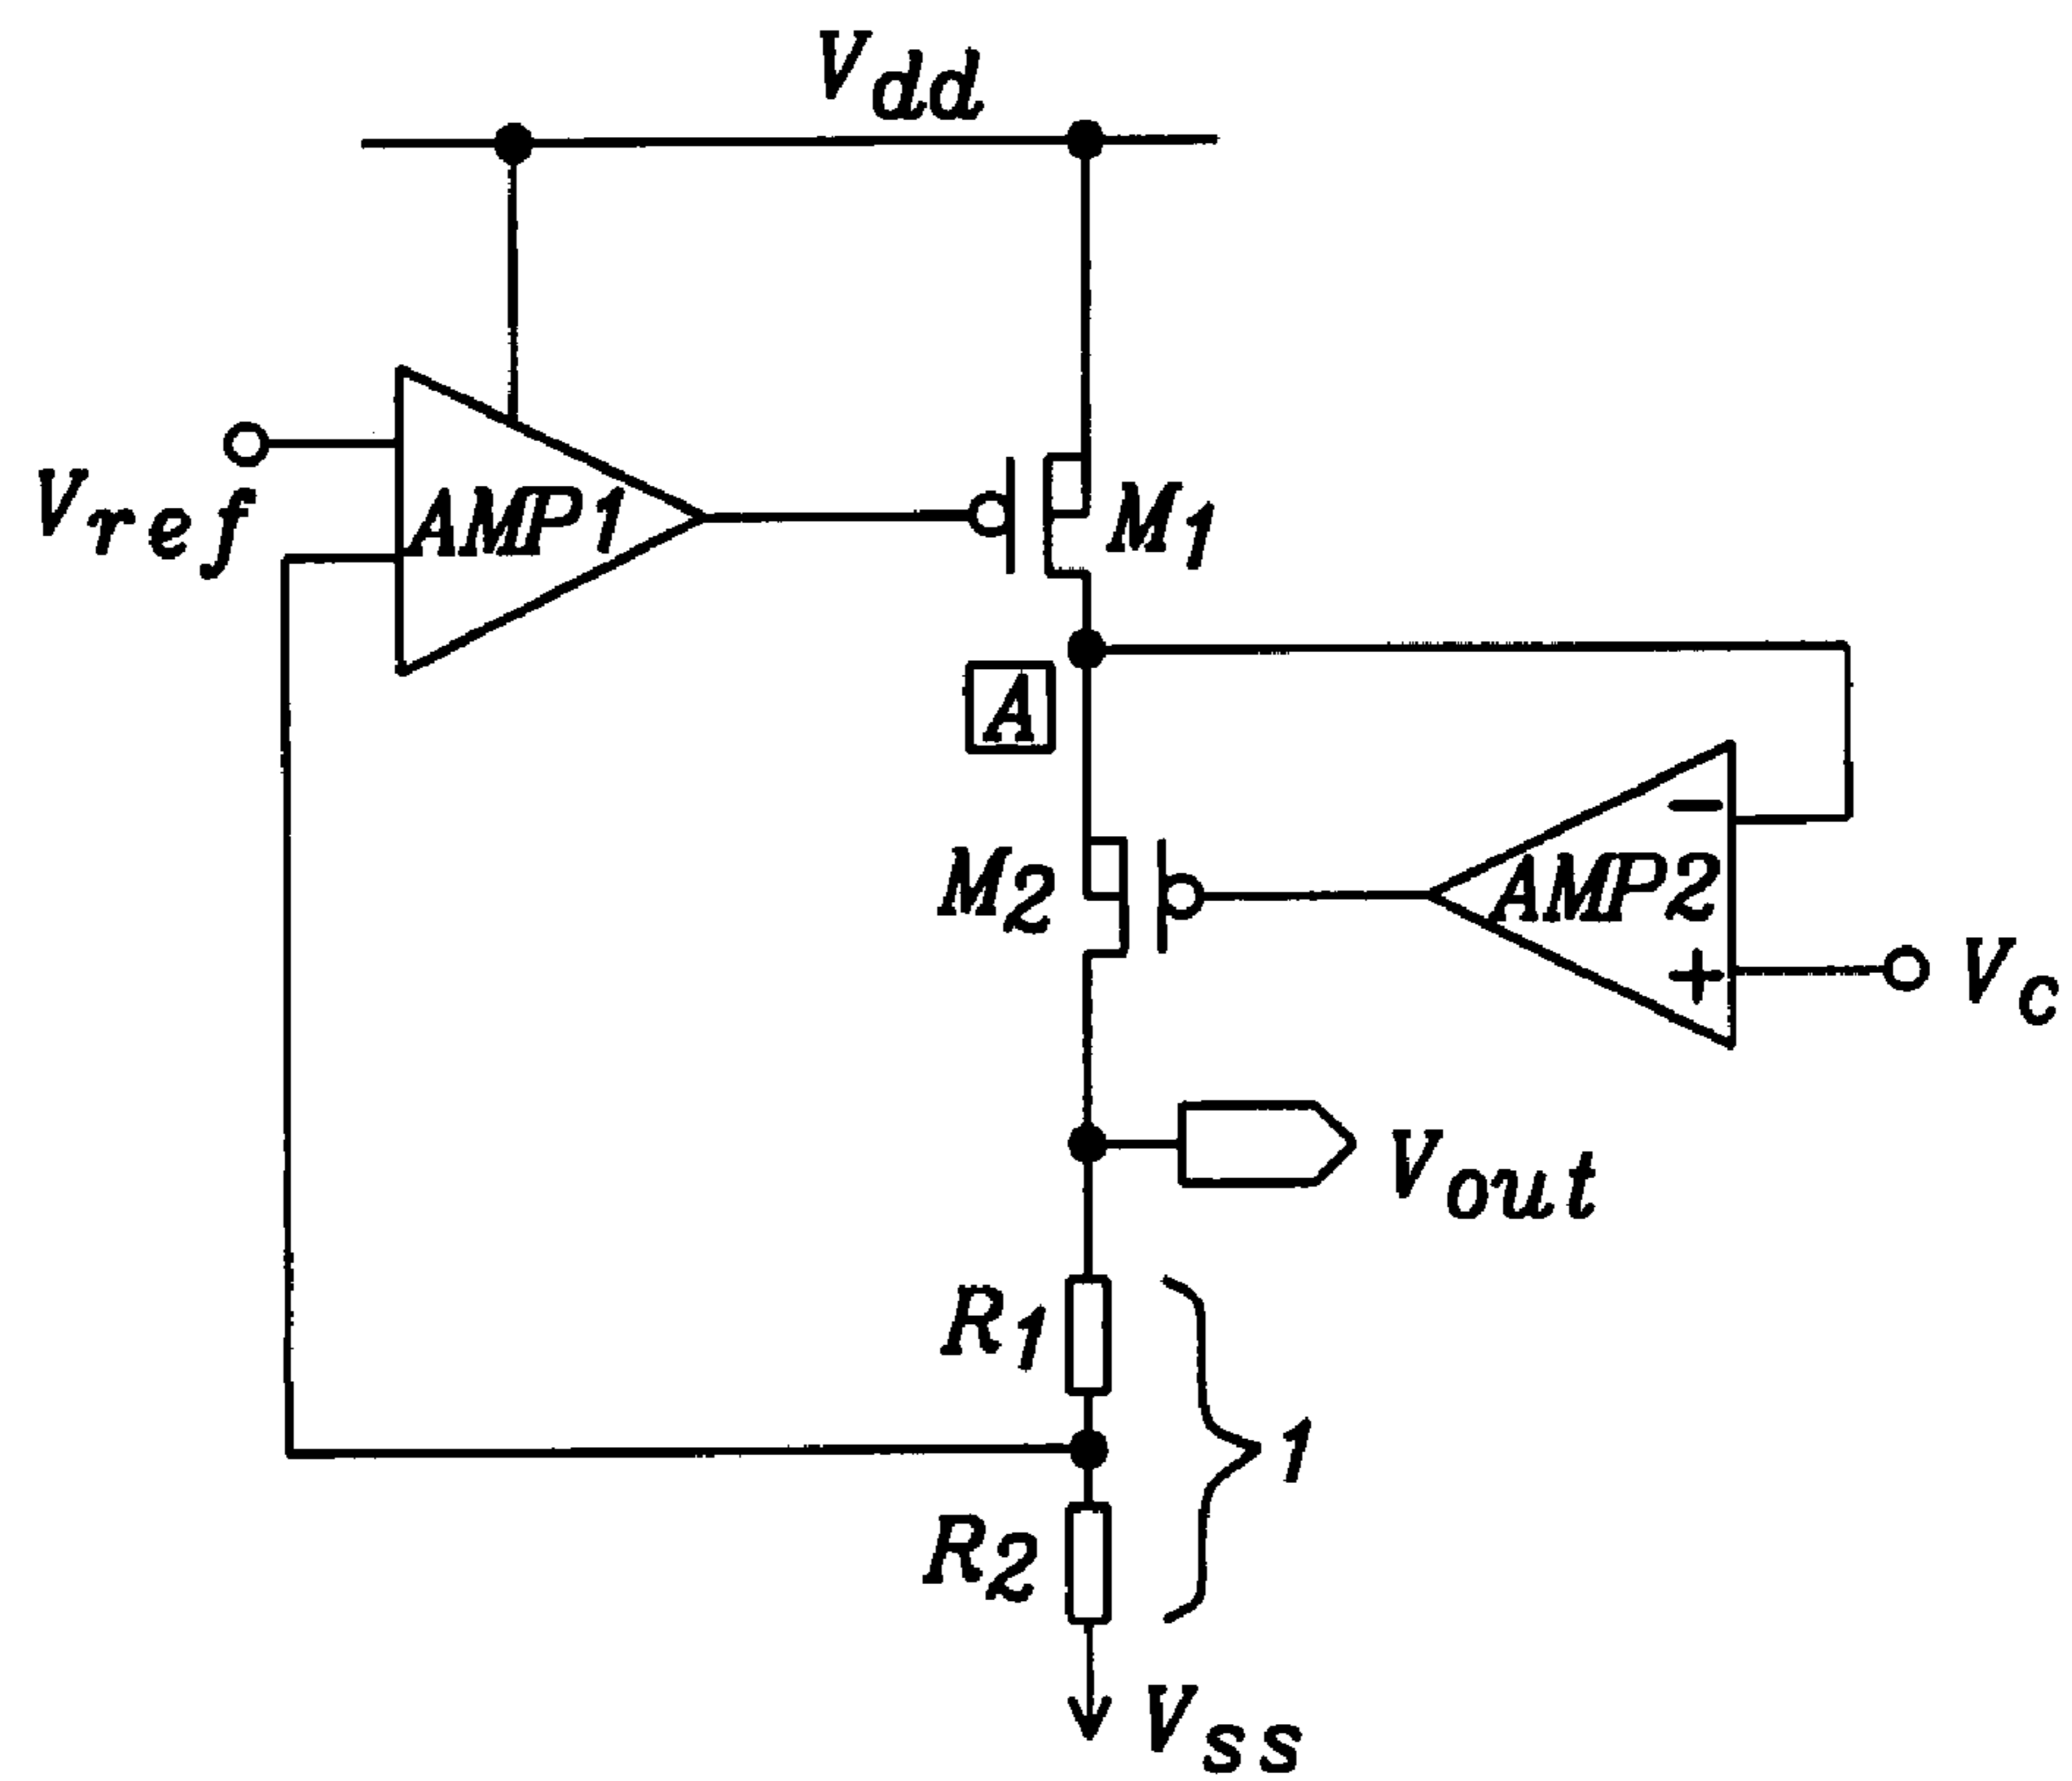 Vdd
Vref
AMP1
M1
A
M2
AMP2
−
+
Vc
Vout
R1
1
R2
Vss